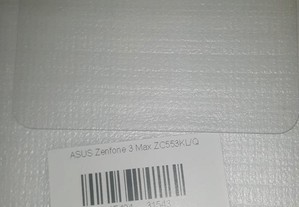 ASUS Zenfone 3 Max ZC553KL/Q